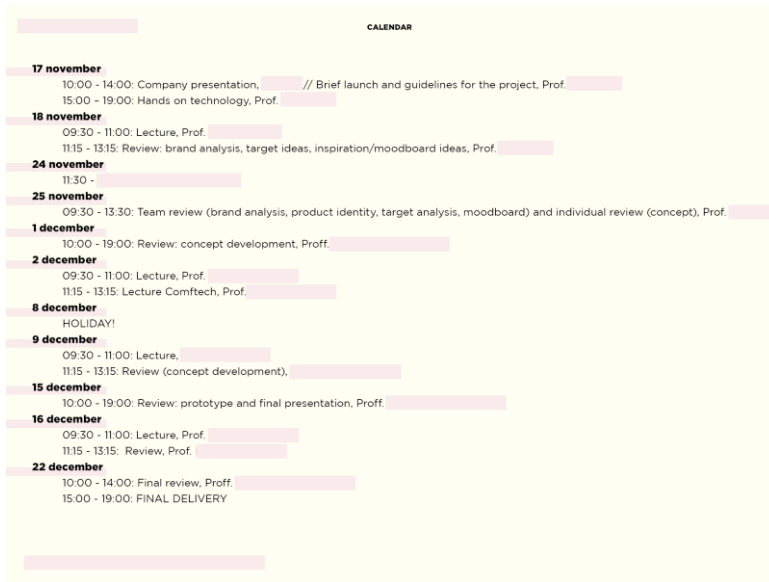 CALENDAR
17 november
10:00 - 14:00: Company presentation, // Brief launch and guidelines for the project, Prof.
15:00 – 19:00: Hands on technology, Prof.
18 november
09:30 - 11:00: Lecture, Prof.
11:15 - 13:15: Review: brand analysis, target ideas, inspiration/moodboard ideas, Prof.
24 november
11:30 -
25 november
09:30 - 13:30: Team review (brand analysis, product identity, target analysis, moodboard) and individual review (concept), Prof.
1 december
10:00 - 19:00: Review: concept development, Proff.
2 december
09:30 - 11:00: Lecture, Prof.
11:15 - 13:15: Lecture Comftech, Prof.
8 december
HOLIDAY!
9 december
09:30 - 11:00: Lecture,
11:15 - 13:15: Review (concept development),
15 december
10:00 - 19:00: Review: prototype and final presentation, Proff.
16 december
09:30 - 11:00: Lecture, Prof.
11:15 - 13:15: Review, Prof.
22 december
10:00 - 14:00: Final review, Proff.
15:00 - 19:00: FINAL DELIVERY